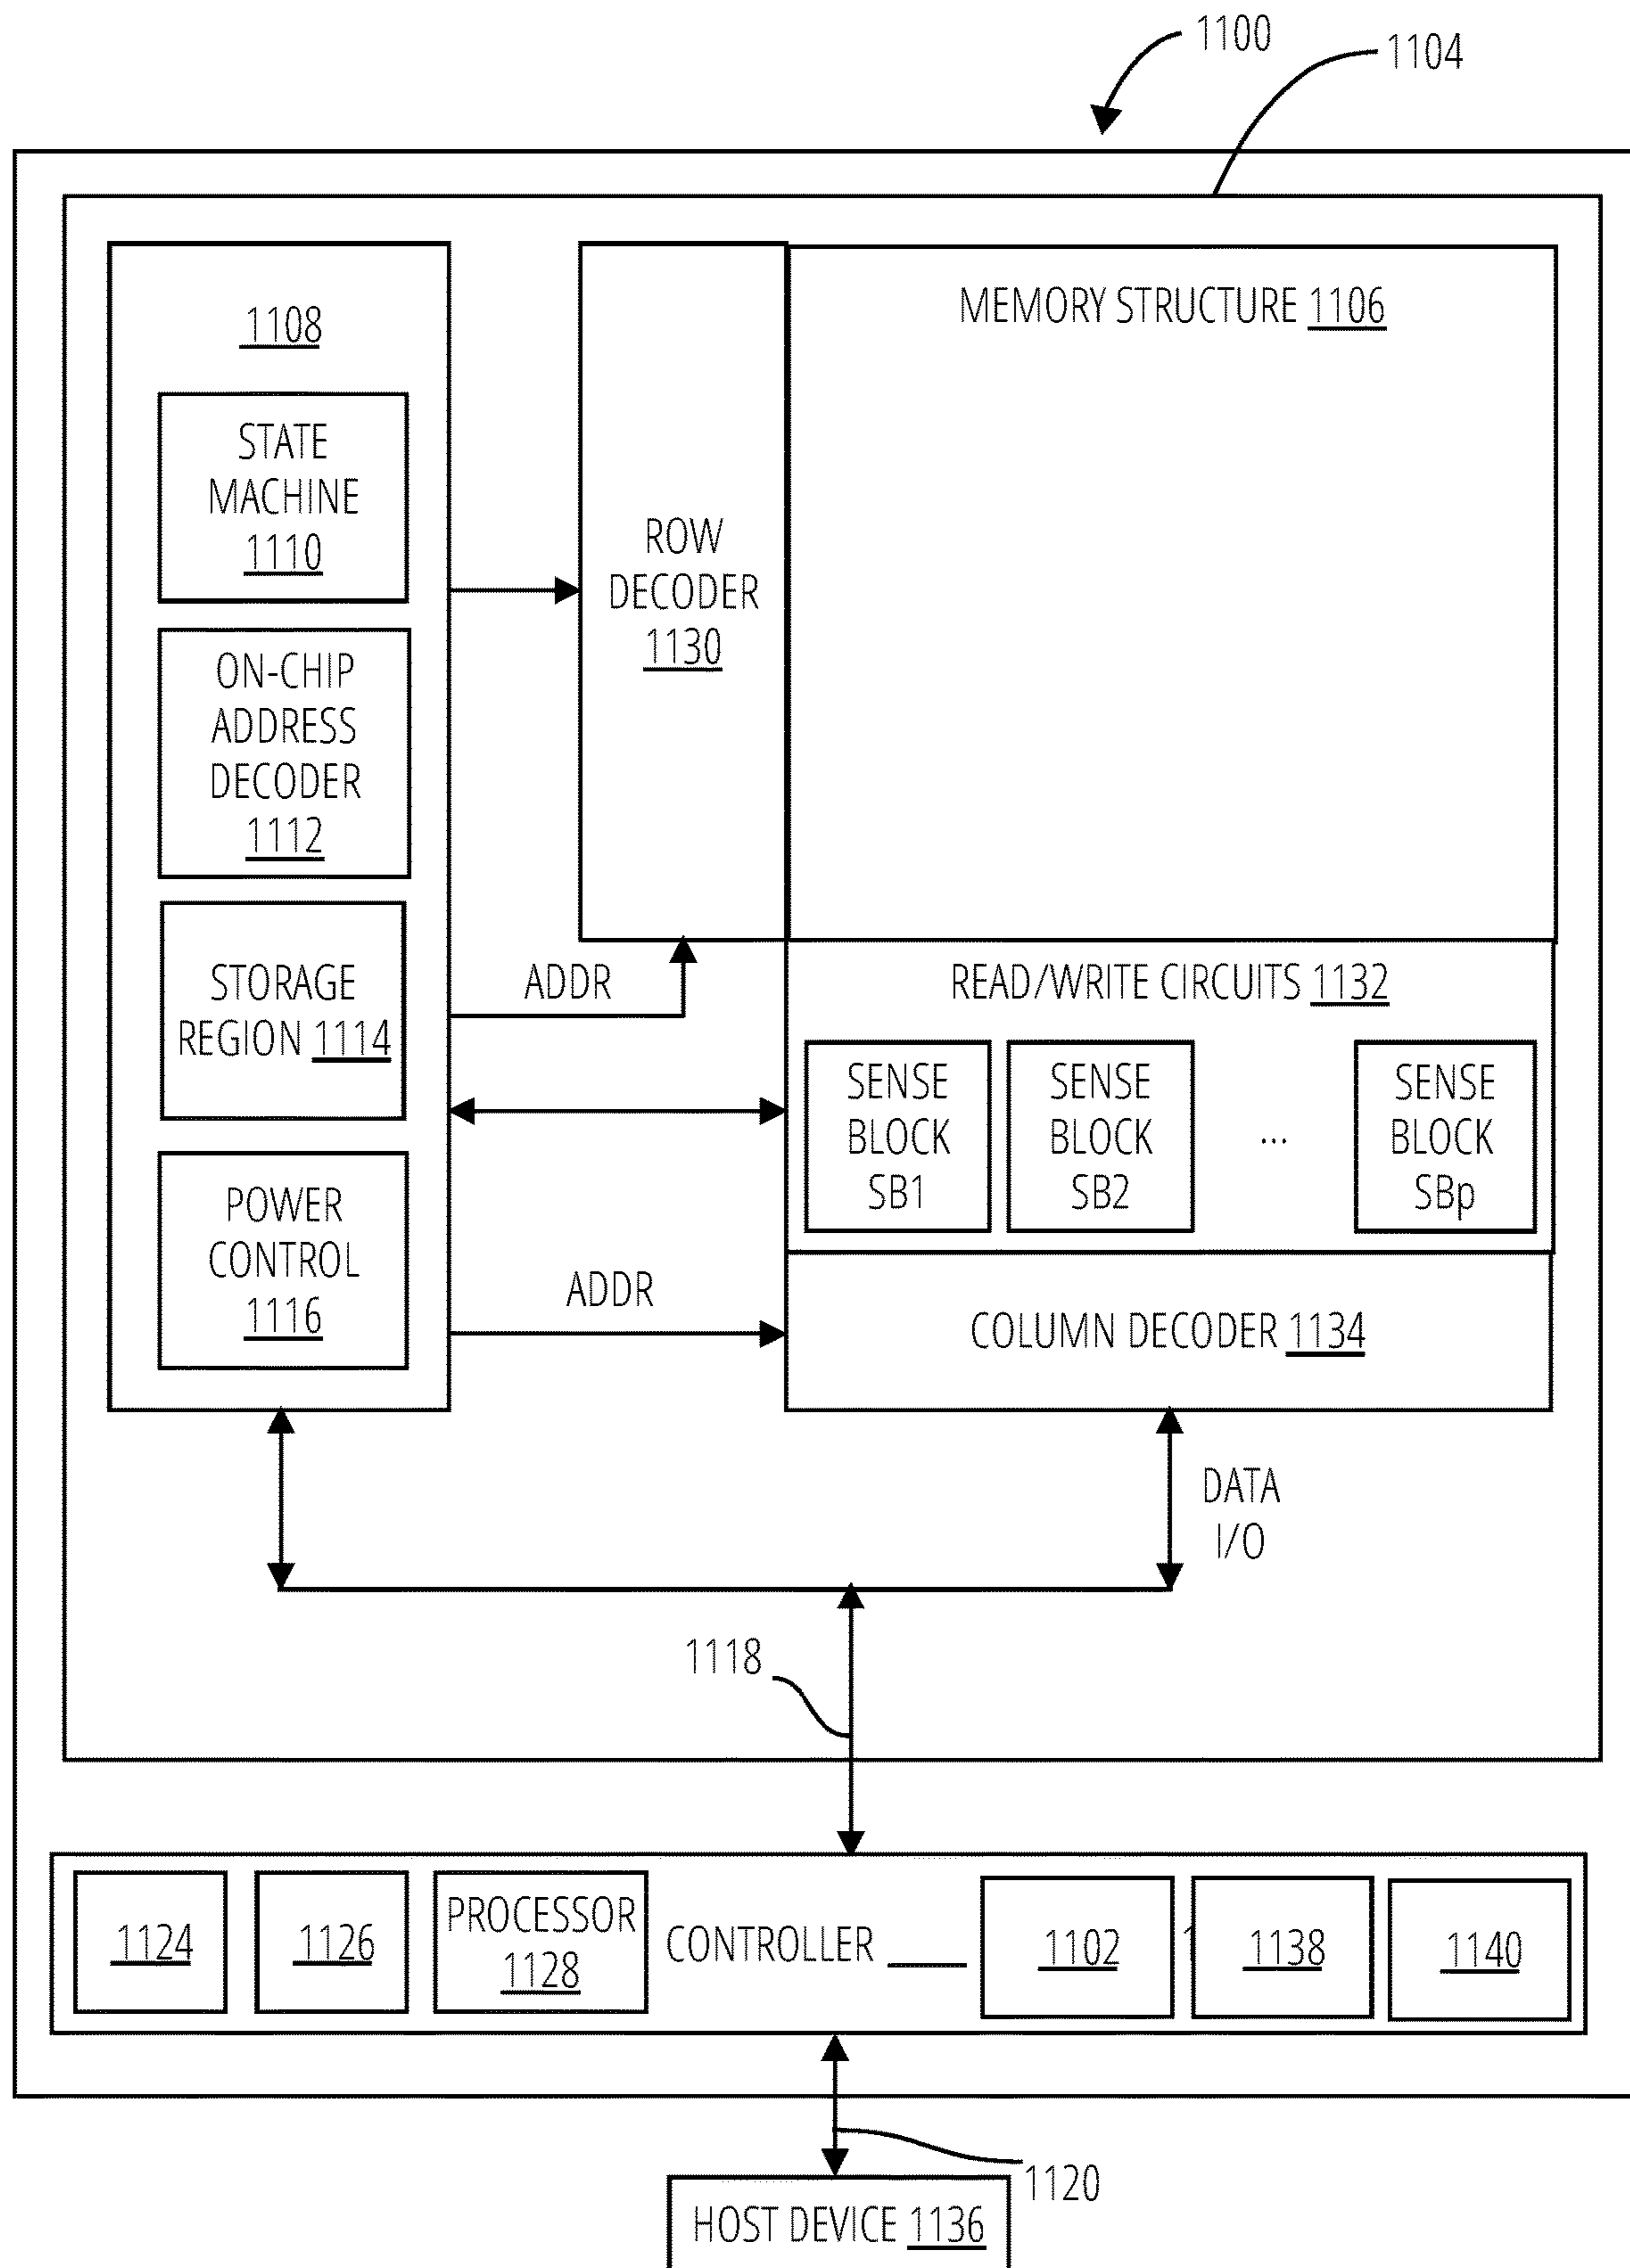 1100
1104
1108
STATE
MACHINE
1110
ON-CHIP
ADDRESS
DECODER
1112
STORAGE
REGION 1114
POWER
CONTROL
1116
ROW
DECODER
1130
MEMORY STRUCTURE 1106
ADDR
READ/WRITE CIRCUITS 1132
SENSE
BLOCK
SB1
SENSE
BLOCK
SB2
...
SENSE
BLOCK
SBp
ADDR
COLUMN DECODER 1134
DATA
I/O
1118
1124
1126
PROCESSOR
1128
CONTROLLER
1102
1138
1140
1120
HOST DEVICE 1136